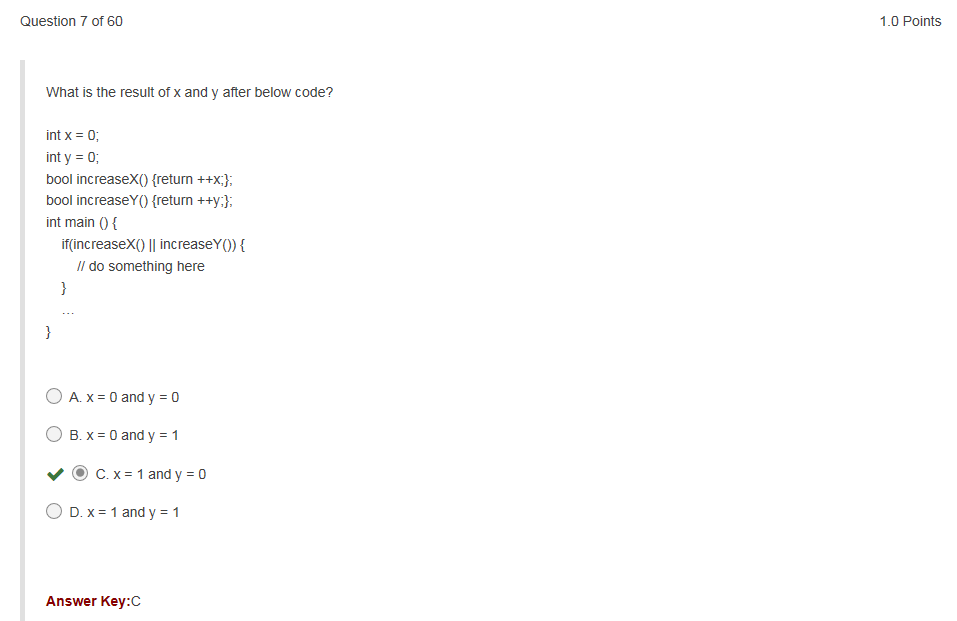 Question 7 of 60
1.0 Points
What is the result of x and y after below code?
int x = 0;
int y = 0;
bool increaseX() {return ++x;};
bool increaseY() {return ++y;};
int main () {
if(increaseX() || increaseY()) {
// do something here
}
...
}
A. x = 0 and y = 0
B. x = 0 and y = 1
C. x = 1 and y = 0
D. x = 1 and y = 1
Answer Key:C